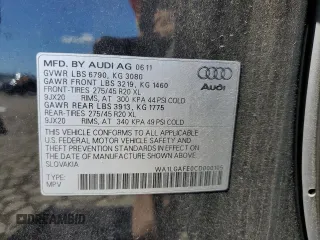 MFD. BY AUDI AG 06 11
GVWR LBS 6790, KG 3080
GAWR FRONT LBS 3219, KG 1460
FRONT-TIRES 275/45 R20 XL
9JX20 RIMS, AT 300 KPA 44 PSI COLD
GAWR REAR LBS 3913, KG 1775
REAR-TIRES 275/45 R20 XL
9JX20 RIMS, AT 340 KPA 49 PSI COLD
THIS VEHICLE CONFORMS TO ALL APPLICABLE
U.S. FEDERAL MOTOR VEHICLE SAFETY STANDARDS
IN EFFECT ON THE DATE OF
MANUFACTURE SHOWN ABOVE.
SLOVAKIA
TYPE:
MPV
Audi